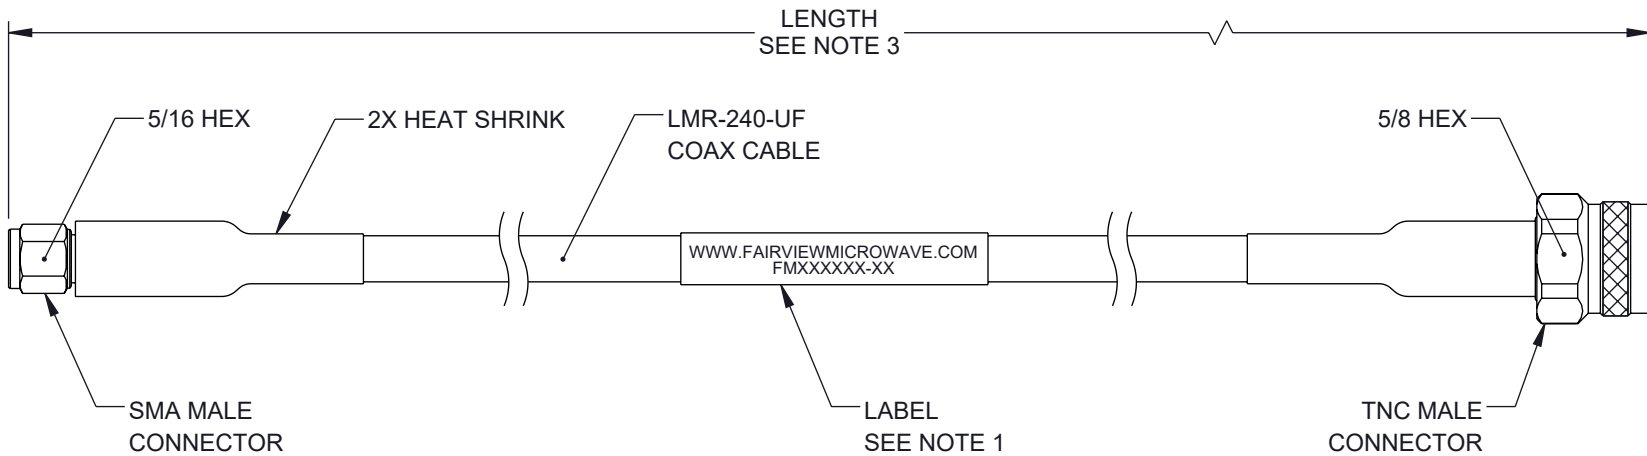 LENGTH
SEE NOTE 3
5/16 HEX
2X HEAT SHRINK
LMR-240-UF
COAX CABLE
5/8 HEX
WWW.FAIRVIEWMICROWAVE.COM
FMXXXXXX-XX
SMA MALE
CONNECTOR
LABEL
SEE NOTE 1
TNC MALE
CONNECTOR